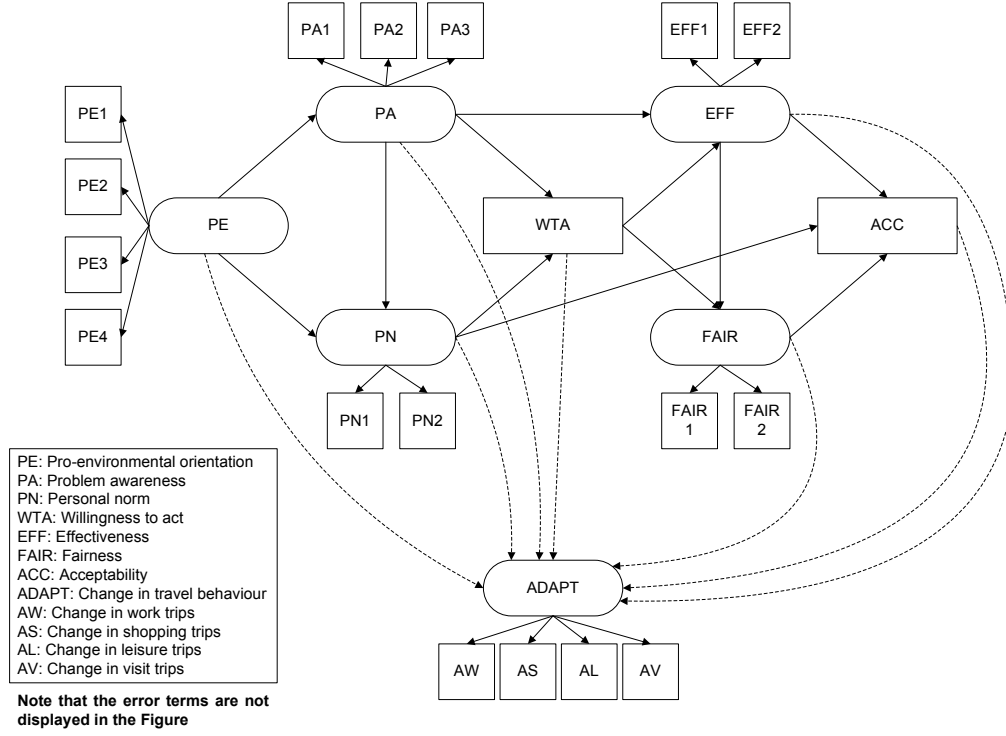 PA1
PA2
PA3
EFF1
EFF2
PE1
PA
EFF
PE2
PE
WTA
ACC
PE3
PE4
PN
FAIR
PN1
PN2
FAIR
1
FAIR
2
PE: Pro-environmental orientation
PA: Problem awareness
PN: Personal norm
WTA: Willingness to act
EFF: Effectiveness
FAIR: Fairness
ACC: Acceptability
ADAPT: Change in travel behaviour
AW: Change in work trips
AS: Change in shopping trips
AL: Change in leisure trips
AV: Change in visit trips
ADAPT
AW
AS
AL
AV
Note that the error terms are not
displayed in the Figure